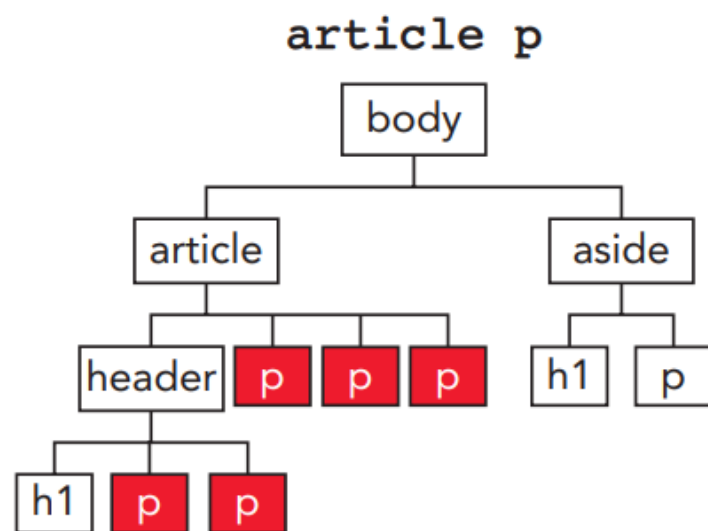 article p
body
article aside
header p p p h1 p
h1 p p